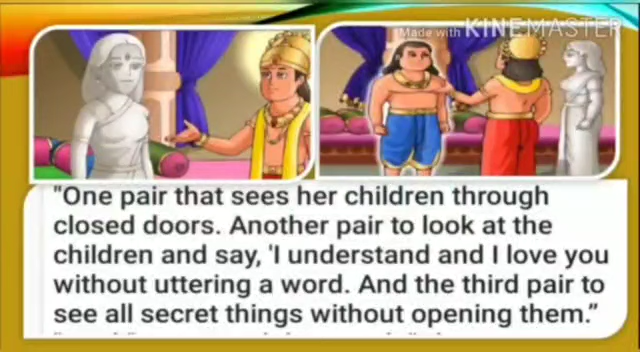 Made with KINEMASTER
"One pair that sees her children through
closed doors. Another pair to look at the
children and say, 'I understand and I love you
without uttering a word. And the third pair to
see all secret things without opening them.”